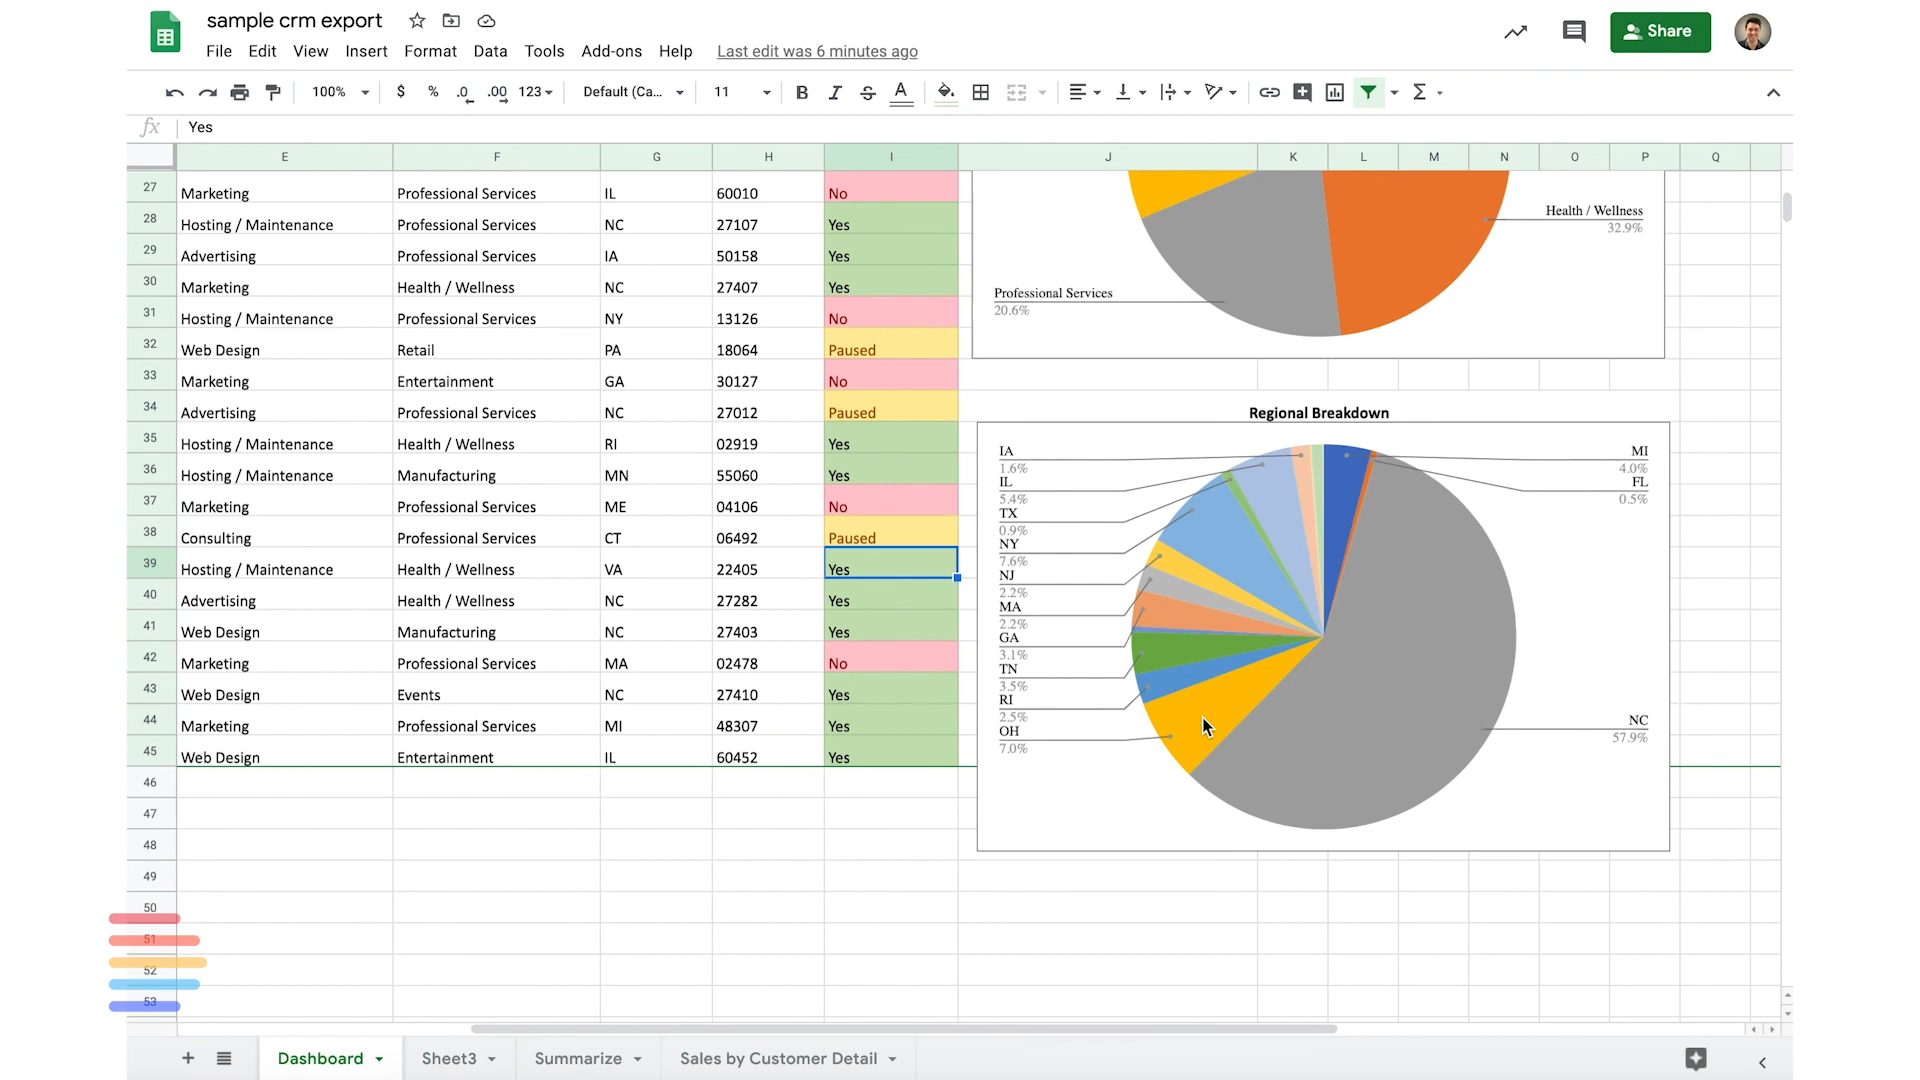 sample crm export
File Edit View Insert Format Data Tools Add-ons Help Last edit was 6 minutes ago
Share
100% $ % .0 .00 123 Default (Ca... 11 B I S A Σ
fx Yes
E F G H I J K L M N O P Q
27 Marketing Professional Services IL 60010 No
28 Hosting / Maintenance Professional Services NC 27107 Yes
29 Advertising Professional Services IA 50158 Yes
30 Marketing Health / Wellness NC 27407 Yes
31 Hosting / Maintenance Professional Services NY 13126 No
32 Web Design Retail PA 18064 Paused
33 Marketing Entertainment GA 30127 No
34 Advertising Professional Services NC 27012 Paused
35 Hosting / Maintenance Health / Wellness RI 02919 Yes
36 Hosting / Maintenance Manufacturing MN 55060 Yes
37 Marketing Professional Services ME 04106 No
38 Consulting Professional Services CT 06492 Paused
39 Hosting / Maintenance Health / Wellness VA 22405 Yes
40 Advertising Health / Wellness NC 27282 Yes
41 Web Design Manufacturing NC 27403 Yes
42 Marketing Professional Services MA 02478 No
43 Web Design Events NC 27410 Yes
44 Marketing Professional Services MI 48307 Yes
45 Web Design Entertainment IL 60452 Yes
46
47
48
49
50
51
52
53
Health / Wellness
32.9%
Professional Services
20.6%
Regional Breakdown
IA
1.6%
IL
5.4%
TX
0.9%
NY
7.6%
NJ
2.2%
MA
2.2%
GA
3.1%
TN
3.5%
RI
2.5%
OH
7.0%
MI
4.0%
FL
0.5%
NC
57.9%
Dashboard Sheet3 Summarize Sales by Customer Detail